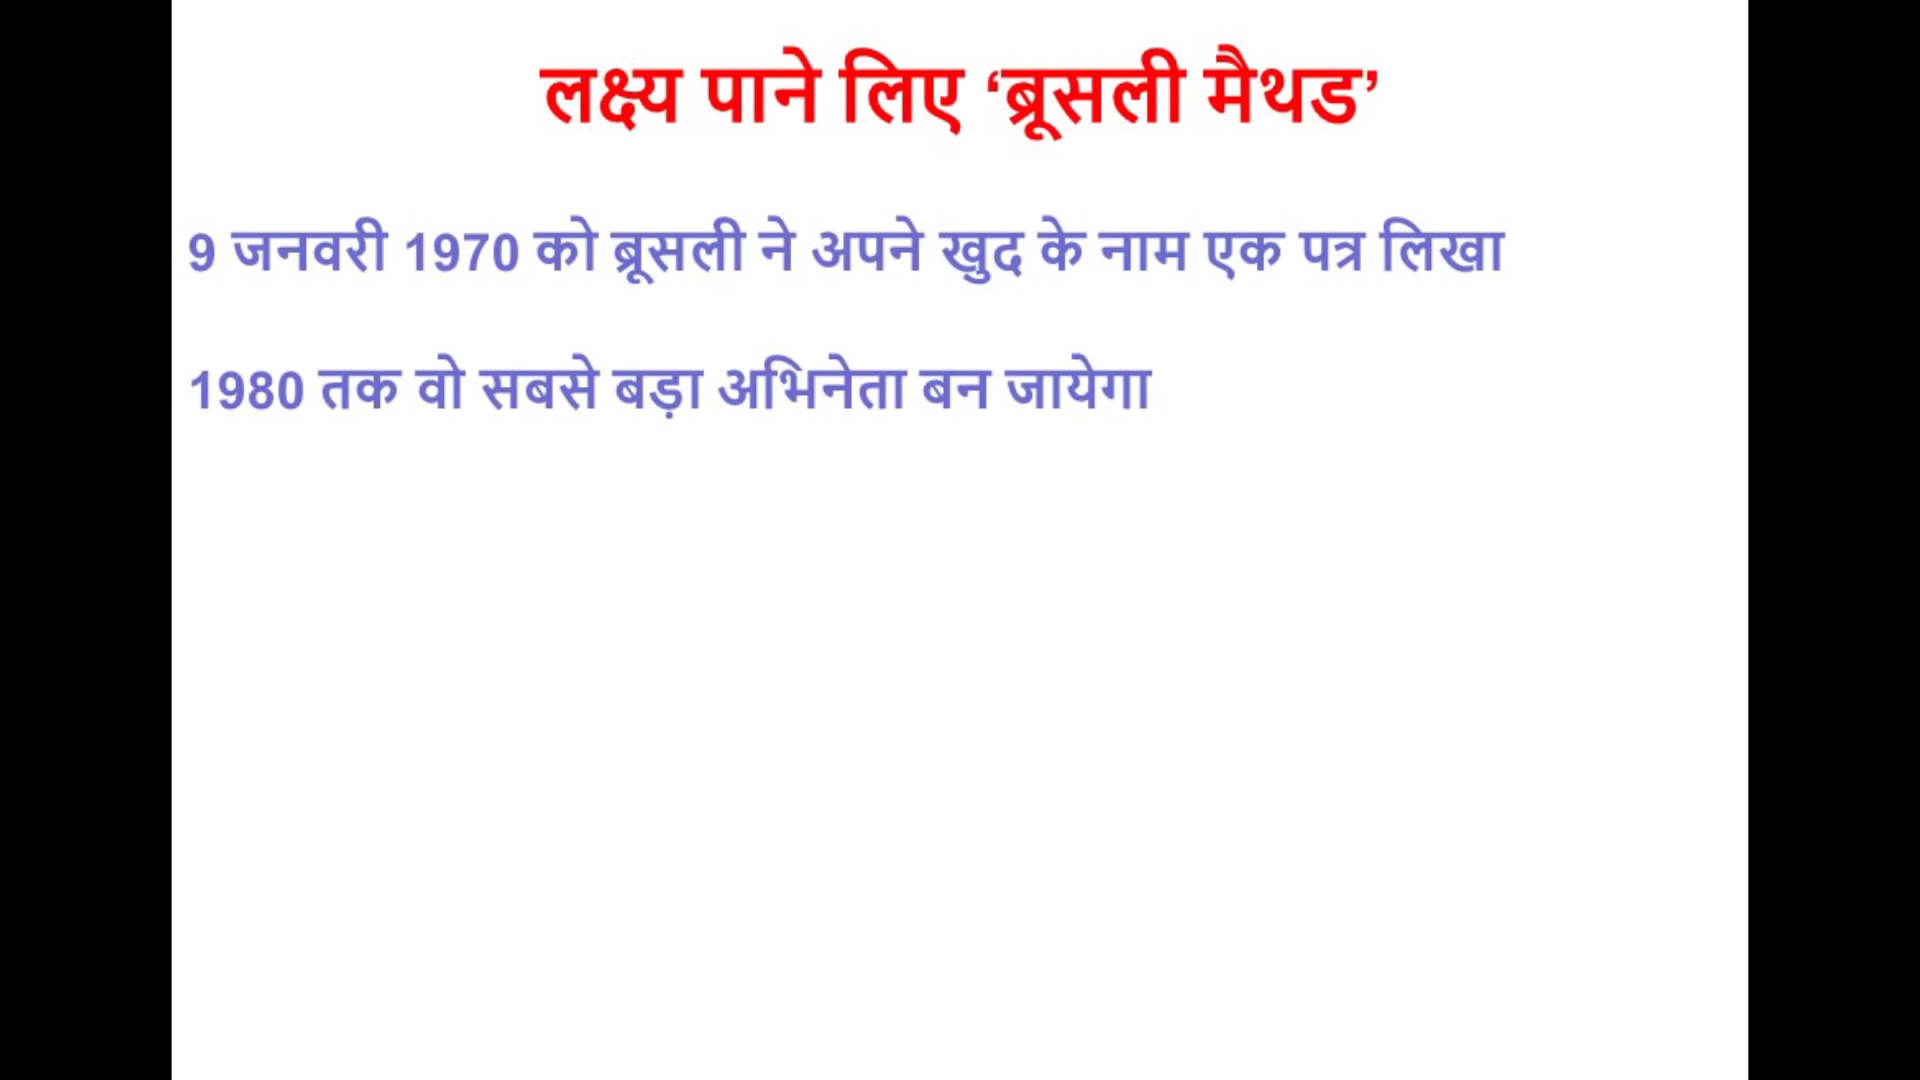 लक्ष्य पाने लिए ‘ब्रूसली मैथड’
9 जनवरी 1970 को ब्रूसली ने अपने खुद के नाम एक पत्र लिखा
1980 तक वो सबसे बड़ा अभिनेता बन जायेगा